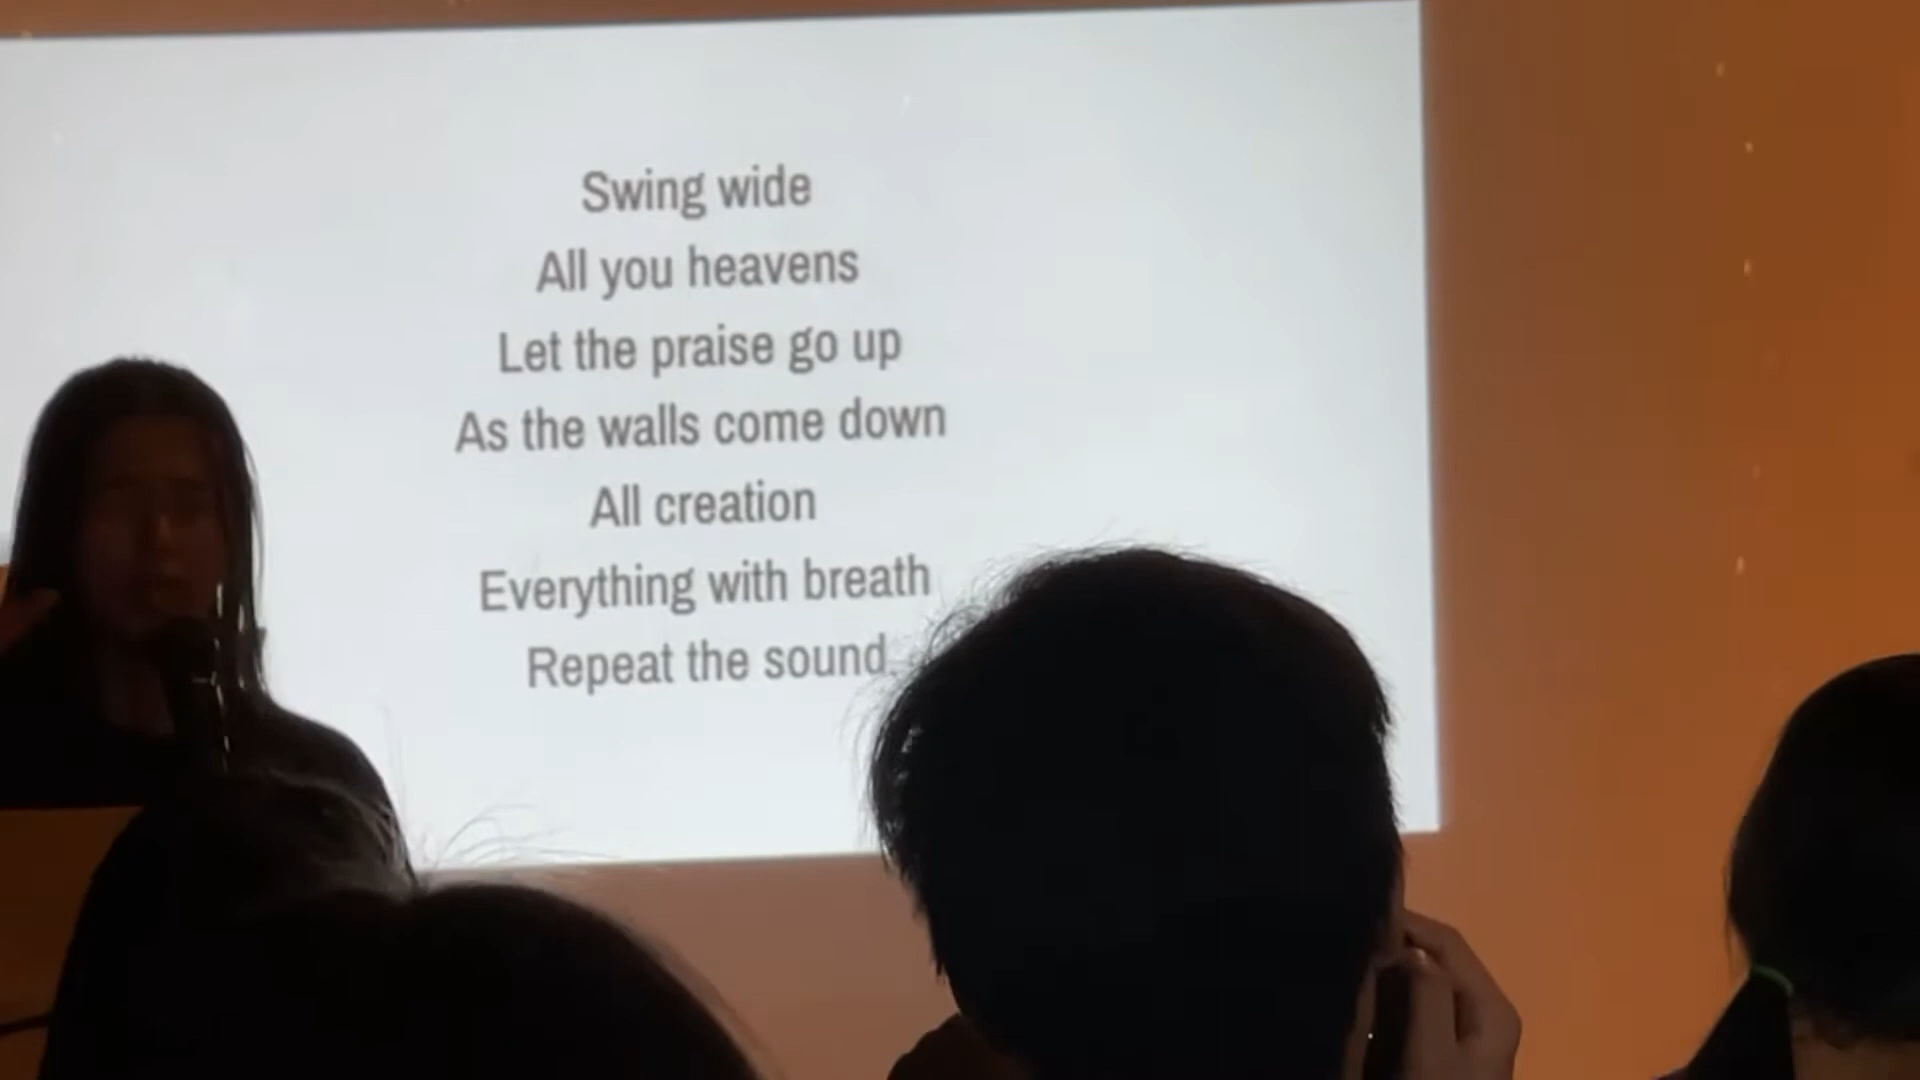 Swing wide
All you heavens
Let the praise go up
As the walls come down
All creation
Everything with breath
Repeat the sound